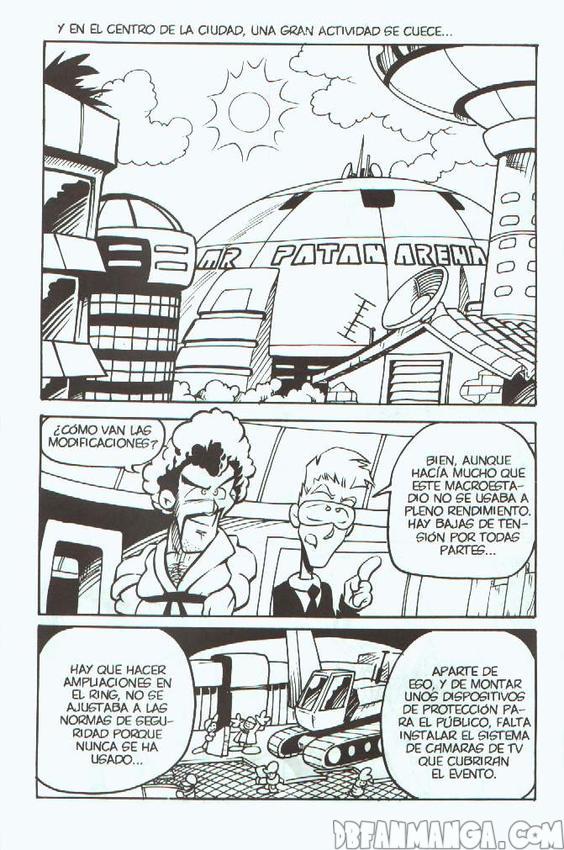 Y EN EL CENTRO DE LA CIUDAD, UNA GRAN ACTIVIDAD SE CUECE...
MR PATAN ARENA
¿CÓMO VAN LAS
MODIFICACIONES?
BIEN, AUNQUE
HACÍA MUCHO QUE
ESTE MACROESTA-
DIO NO SE USABA A
PLENO RENDIMIENTO.
HAY BAJAS DE TEN-
SIÓN POR TODAS
PARTES...
HAY QUE HACER
AMPLIACIONES EN
EL RING, NO SE
AJUSTABA A LAS
NORMAS DE SEGU-
RIDAD PORQUE
NUNCA SE HA
USADO...
APARTE DE
ESO, Y DE MONTAR
UNOS DISPOSITIVOS
DE PROTECCIÓN PA-
RA EL PÚBLICO, FALTA
INSTALAR EL SISTEMA
DE CAMARAS DE TV
QUE CUBRIRAN
EL EVENTO.
DBFANMANGA.COM